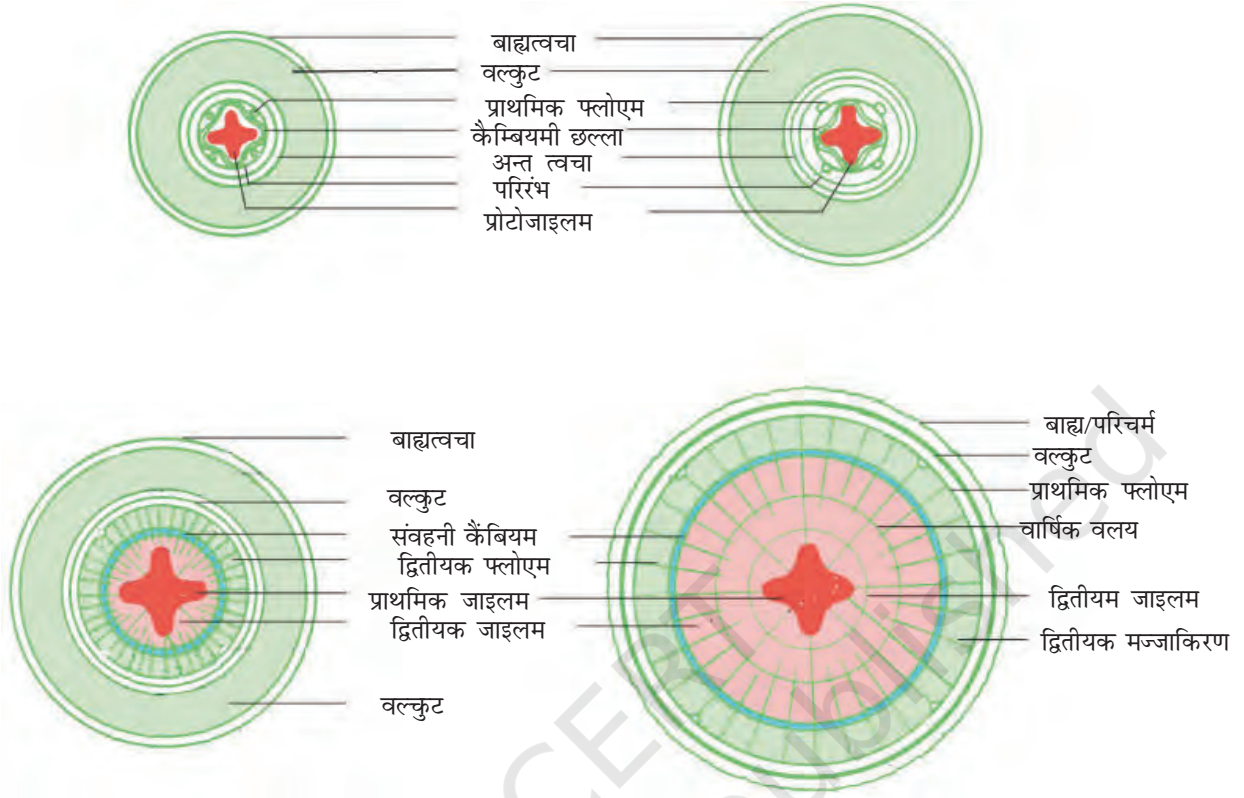 बाह्यत्वचा
वल्कुट
प्राथमिक फ्लोएम
कैम्बियमी छल्ला
अन्त त्वचा
परिरंभ
प्रोटोजाइलम
बाह्यत्वचा
वल्कुट
संवहनी कैंबियम
द्वितीयक फ्लोएम
प्राथमिक जाइलम
द्वितीयक जाइलम
वल्कुट
बाह्य/परिचर्म
वल्कुट
प्राथमिक फ्लोएम
वार्षिक वलय
द्वितीयम जाइलम
द्वितीयक मज्जाकिरण